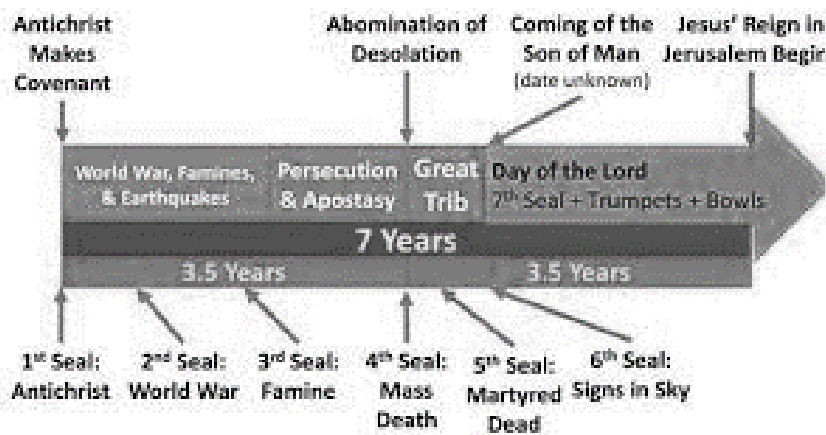 Antichrist
Makes
Covenant
Abomination of
Desolation
Coming of the
Son of Man
(date unknown)
Jesus' Reign in
Jerusalem Begin
World War, Famines,
& Earthquakes
Persecution
& Apostasy
Great
Trib
Day of the Lord
7th Seal + Trumpets + Bowls
7 Years
3.5 Years
3.5 Years
1st Seal:
Antichrist
2nd Seal:
World War
3rd Seal:
Famine
4th Seal:
Mass
Death
5th Seal:
Martyred
Dead
6th Seal:
Signs in Sky